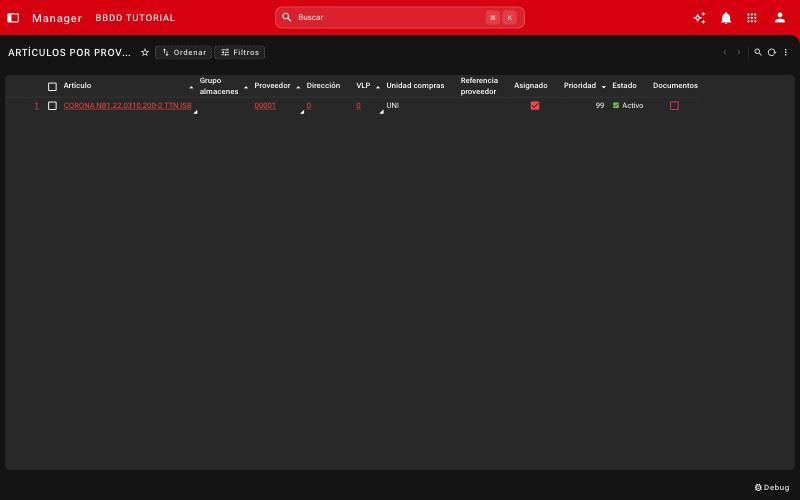 Manager BBDD TUTORIAL Buscar ⌘ K
ARTÍCULOS POR PROV... Ordenar Filtros
Artículo Grupo almacenes Proveedor Dirección VLP Unidad compras Referencia proveedor Asignado Prioridad Estado Documentos
1 CORONA NB1.22.0310.200-2 TTN ISB 00001 0 0 UNI 99 Activo
Debug